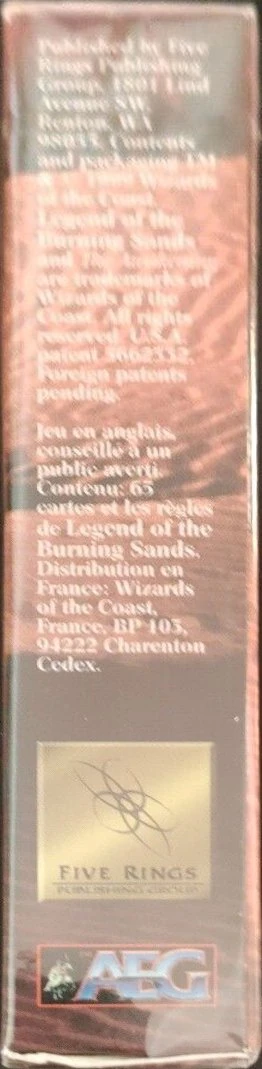 Published by Five
Rings Publishing
Group, 1801 Lind
Avenue SW,
Renton, WA
98055. Contents
and packaging TM
Wizards
of the Coast.
Legend of the
Burning Sands
and
are trademarks of
Wizards of the
Coast. All rights
reserved. U.S.A.
patent 5662332.
Foreign patents
pending.
Jeu en anglais,
conseillé à un
public averti.
Contenu: 65
cartes et les règles
de Legend of the
Burning Sands.
Distribution en
France: Wizards
of the Coast,
France, BP 103,
94222 Charenton
Cedex.
FIVE RINGS
PUBLISHING GROUP
AEG